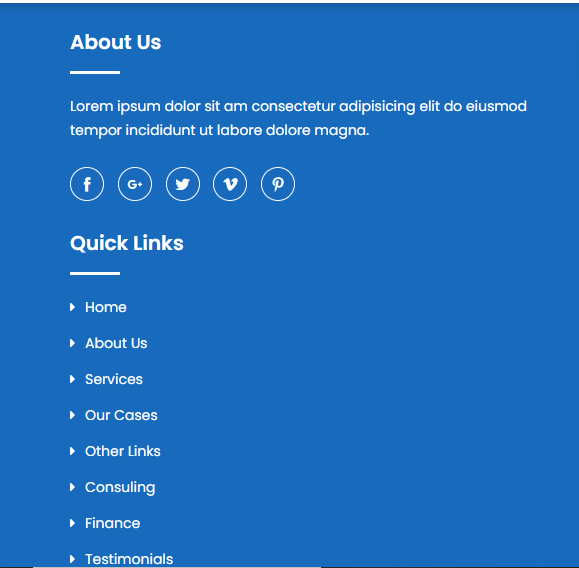 About Us
Lorem ipsum dolor sit am consectetur adipisicing elit do eiusmod
tempor incididunt ut labore dolore magna.
Quick Links
Home
About Us
Services
Our Cases
Other Links
Consuling
Finance
Testimonials